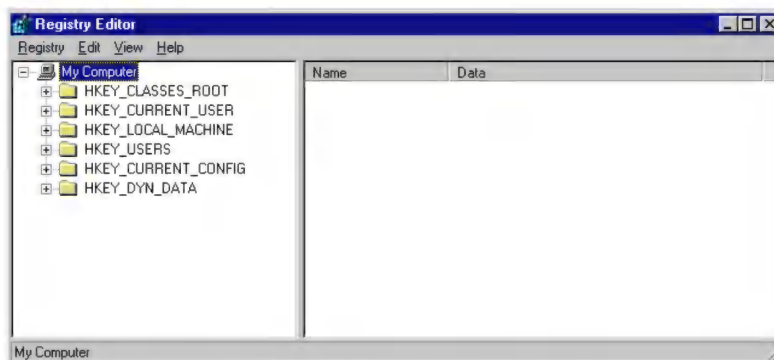 Registry Editor
Registry Edit View Help
My Computer
HKEY_CLASSES_ROOT
HKEY_CURRENT_USER
HKEY_LOCAL_MACHINE
HKEY_USERS
HKEY_CURRENT_CONFIG
HKEY_DYN_DATA
Name Data
My Computer